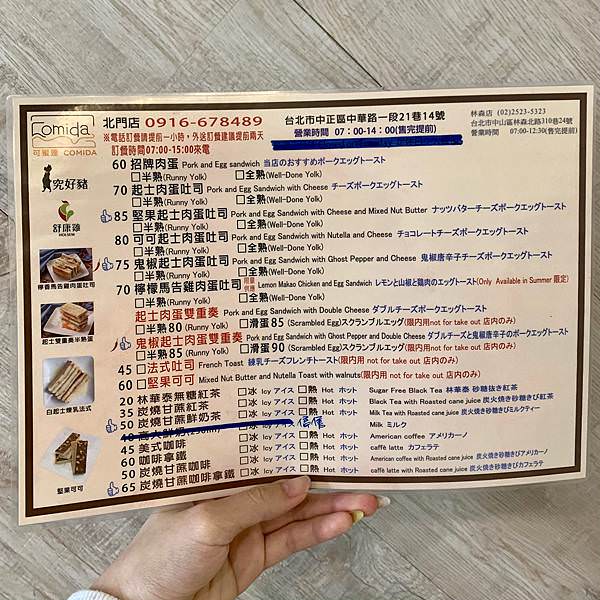 Comida
可蜜達 COMIDA
北門店 0916-678489
※電話訂餐請提前一小時,外送訂餐建議提前兩天
訂餐時間07:00-15:00來電
台北市中正區中華路一段21巷14號
營業時間 07:00-14:00(售完提前)
林森店 (02)2523-5323
台北市中山區林森北路310巷24號
營業時間 07:00-12:30(售完提前)
究好豬
舒康雞
檸香馬告雞肉蛋吐司
起士雙重奏半熟蛋
白起士煉乳法式
堅果可可
60 招牌肉蛋 Pork and Egg sandwich 当店のおすすめポークエッグトースト
□半熟(Runny Yolk) □全熟(Well-Done Yolk)
70 起士肉蛋吐司 Pork and Egg Sandwich with Cheese チーズポークエッグトースト
□半熟(Runny Yolk) □全熟(Well-Done Yolk)
85 堅果起士肉蛋吐司 Pork and Egg Sandwich with Cheese and Mixed Nut Butter ナッツバターチーズポークエッグトースト
□半熟(Runny Yolk) □全熟(Well-Done Yolk)
80 可可起士肉蛋吐司 Pork and Egg Sandwich with Nutella and Cheese チョコレートチーズポークエッグトースト
□半熟(Runny Yolk) □全熟(Well-Done Yolk)
75 鬼椒起士肉蛋吐司 Pork and Egg Sandwich with Ghost Pepper and Cheese 鬼椒唐辛子チーズポークエッグトースト
□半熟(Runny Yolk) □全熟(Well-Done Yolk)
70 檸檬馬告雞肉蛋吐司 Lemon Makao Chicken and Egg Sandwich レモンと山椒と鶏肉のエッグトースト(Only Available in Summer 限定)
□半熟(Runny Yolk) □全熟(Well-Done Yolk)
起士肉蛋雙重奏 Pork and Egg Sandwich with Double Cheese ダブルチーズポークエッグトースト
□半熟80 (Runny Yolk) □滑蛋85 (Scrambled Egg)スクランブルエッグ(限內用not for take out 店内のみ)
鬼椒起士肉蛋雙重奏 Pork and Egg Sandwich with Ghost Pepper and Double Cheese ダブルチーズと鬼椒唐辛子のポークエッグトースト
□半熟85 (Runny Yolk) □滑蛋90 (Scrambled Egg)スクランブルエッグ(限內用not for take out 店内のみ)
45 □法式吐司 French Toast 練乳チーズフレンチトースト(限內用not for take out 店内のみ)
60 □堅果可可 Mixed Nut Butter and Nutella Toast with walnuts(限內用not for take out 店内のみ)
20 林華泰無糖紅茶 □冰 Icy アイス □熱 Hot ホット Sugar Free Black Tea 林華泰 砂糖抜き紅茶
35 炭燒甘蔗紅茶 □冰 Icy アイス □熱 Hot ホット Black Tea with Roasted cane juice 炭火焼き砂糖きび紅茶
50 炭燒甘蔗鮮奶茶 □冰 Icy アイス □熱 Hot ホット Milk Tea with Roasted cane juice 炭火焼き砂糖きびミルクティー
停售 □冰 Icy アイス □熱 Hot ホット Milk ミルク
45 美式咖啡 □冰 Icy アイス □熱 Hot ホット American coffee アメリカーノ
60 咖啡拿鐵 □冰 Icy アイス □熱 Hot ホット caffè latte カフェラテ
50 炭燒甘蔗咖啡 □冰 Icy アイス □熱 Hot ホット American coffee with Roasted cane juice 炭火焼き砂糖きびアメリカーノ
65 炭燒甘蔗拿鐵 □冰 Icy アイス □熱 Hot ホット caffè latte with Roasted cane juice 炭火焼き砂糖きびカフェラテ